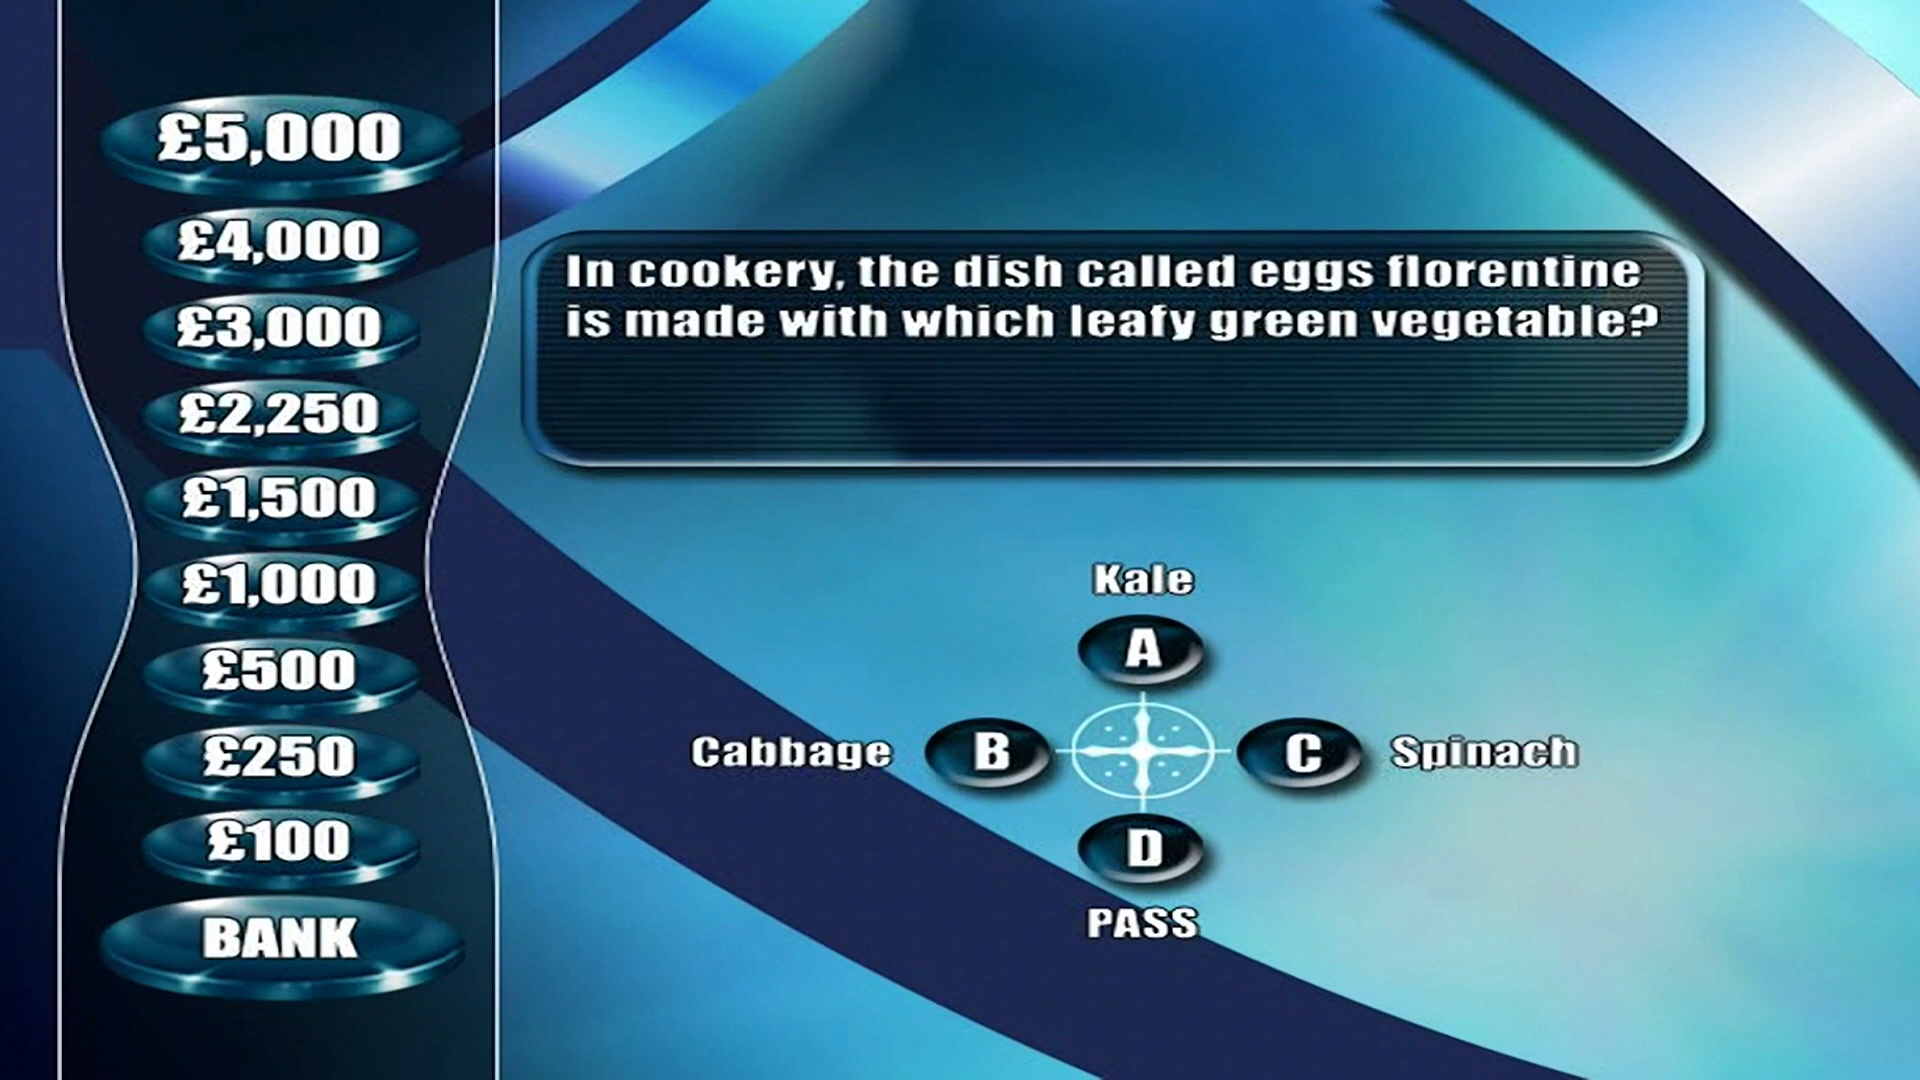 £5,000
£4,000
£3,000
£2,250
£1,500
£1,000
£500
£250
£100
BANK
In cookery, the dish called eggs florentine
is made with which leafy green vegetable?
Kale
A
Cabbage B C Spinach
D
PASS